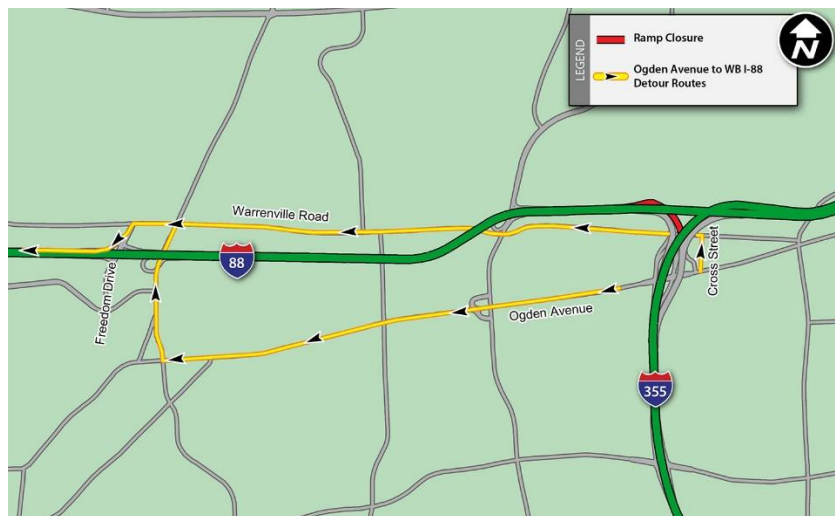 LEGEND
Ramp Closure
Ogden Avenue to WB I-88
Detour Routes
N
Warrenville Road
88
Freedom Drive
Ogden Avenue
Cross Street
355